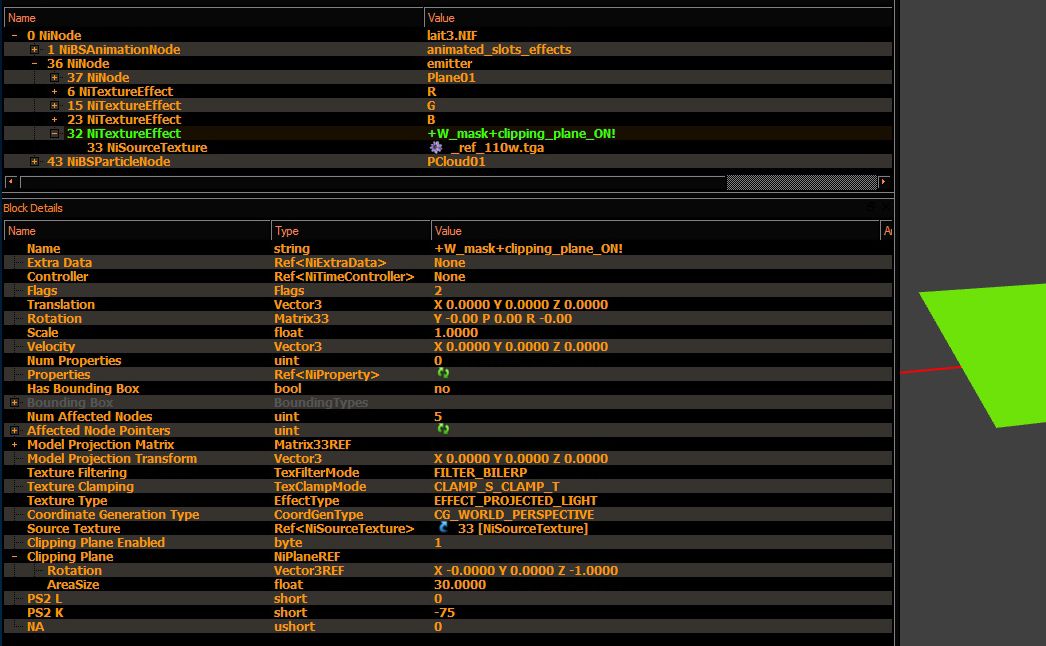 Name Value
0 NiNode lait3.NIF
1 NiBSAnimationNode animated_slots_effects
36 NiNode emitter
37 NiNode Plane01
6 NiTextureEffect R
15 NiTextureEffect G
23 NiTextureEffect B
32 NiTextureEffect +W_mask+clipping_plane_ON!
33 NiSourceTexture _ref_110w.tga
43 NiBSParticleNode PCloud01
Block Details
Name Type Value A
Name string +W_mask+clipping_plane_ON!
Extra Data Ref<NiExtraData> None
Controller Ref<NiTimeController> None
Flags Flags 2
Translation Vector3 X 0.0000 Y 0.0000 Z 0.0000
Rotation Matrix33 Y -0.00 P 0.00 R -0.00
Scale float 1.0000
Velocity Vector3 X 0.0000 Y 0.0000 Z 0.0000
Num Properties uint 0
Properties Ref<NiProperty>
Has Bounding Box bool no
Bounding Box BoundingTypes
Num Affected Nodes uint 5
Affected Node Pointers uint
Model Projection Matrix Matrix33REF
Model Projection Transform Vector3 X 0.0000 Y 0.0000 Z 0.0000
Texture Filtering TexFilterMode FILTER_BILERP
Texture Clamping TexClampMode CLAMP_S_CLAMP_T
Texture Type EffectType EFFECT_PROJECTED_LIGHT
Coordinate Generation Type CoordGenType CG_WORLD_PERSPECTIVE
Source Texture Ref<NiSourceTexture> 33 [NiSourceTexture]
Clipping Plane Enabled byte 1
Clipping Plane NiPlaneREF
Rotation Vector3REF X -0.0000 Y 0.0000 Z -1.0000
AreaSize float 30.0000
PS2 L short 0
PS2 K short -75
NA ushort 0